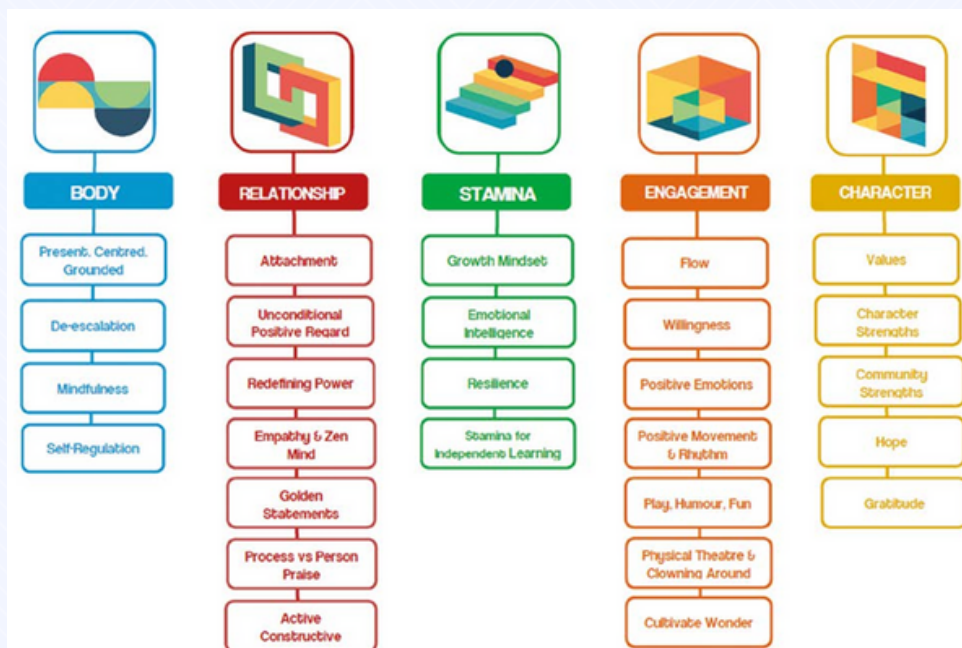 BODY
Present. Centred.
Grounded
De-escalation
Mindfulness
Self-Regulation
RELATIONSHIP
Attachment
Unconditional
Positive Regard
Redefining Power
Empathy & Zen
Mind
Golden
Statements
Process vs Person
Praise
Active
Constructive
STAMINA
Growth Mindset
Emotional
Intelligence
Resilience
Stamina for
Independent Learning
ENGAGEMENT
Flow
Willingness
Positive Emotions
Positive Movement
& Rhythm
Play, Humour, Fun
Physical Theatre &
Clowning Around
Cultivate Wonder
CHARACTER
Values
Character
Strengths
Community
Strengths
Hope
Gratitude